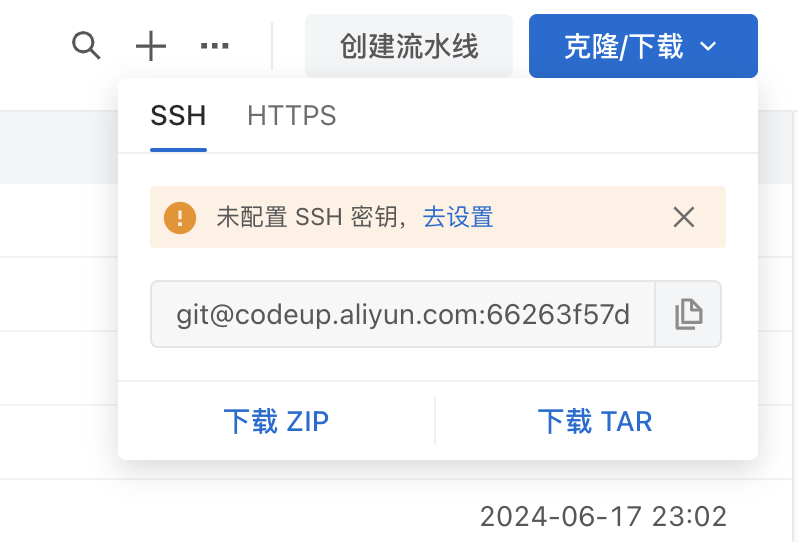 创建流水线 克隆/下载
SSH HTTPS
未配置 SSH 密钥，去设置
git@codeup.aliyun.com:66263f57d
下载 ZIP 下载 TAR
2024-06-17 23:02